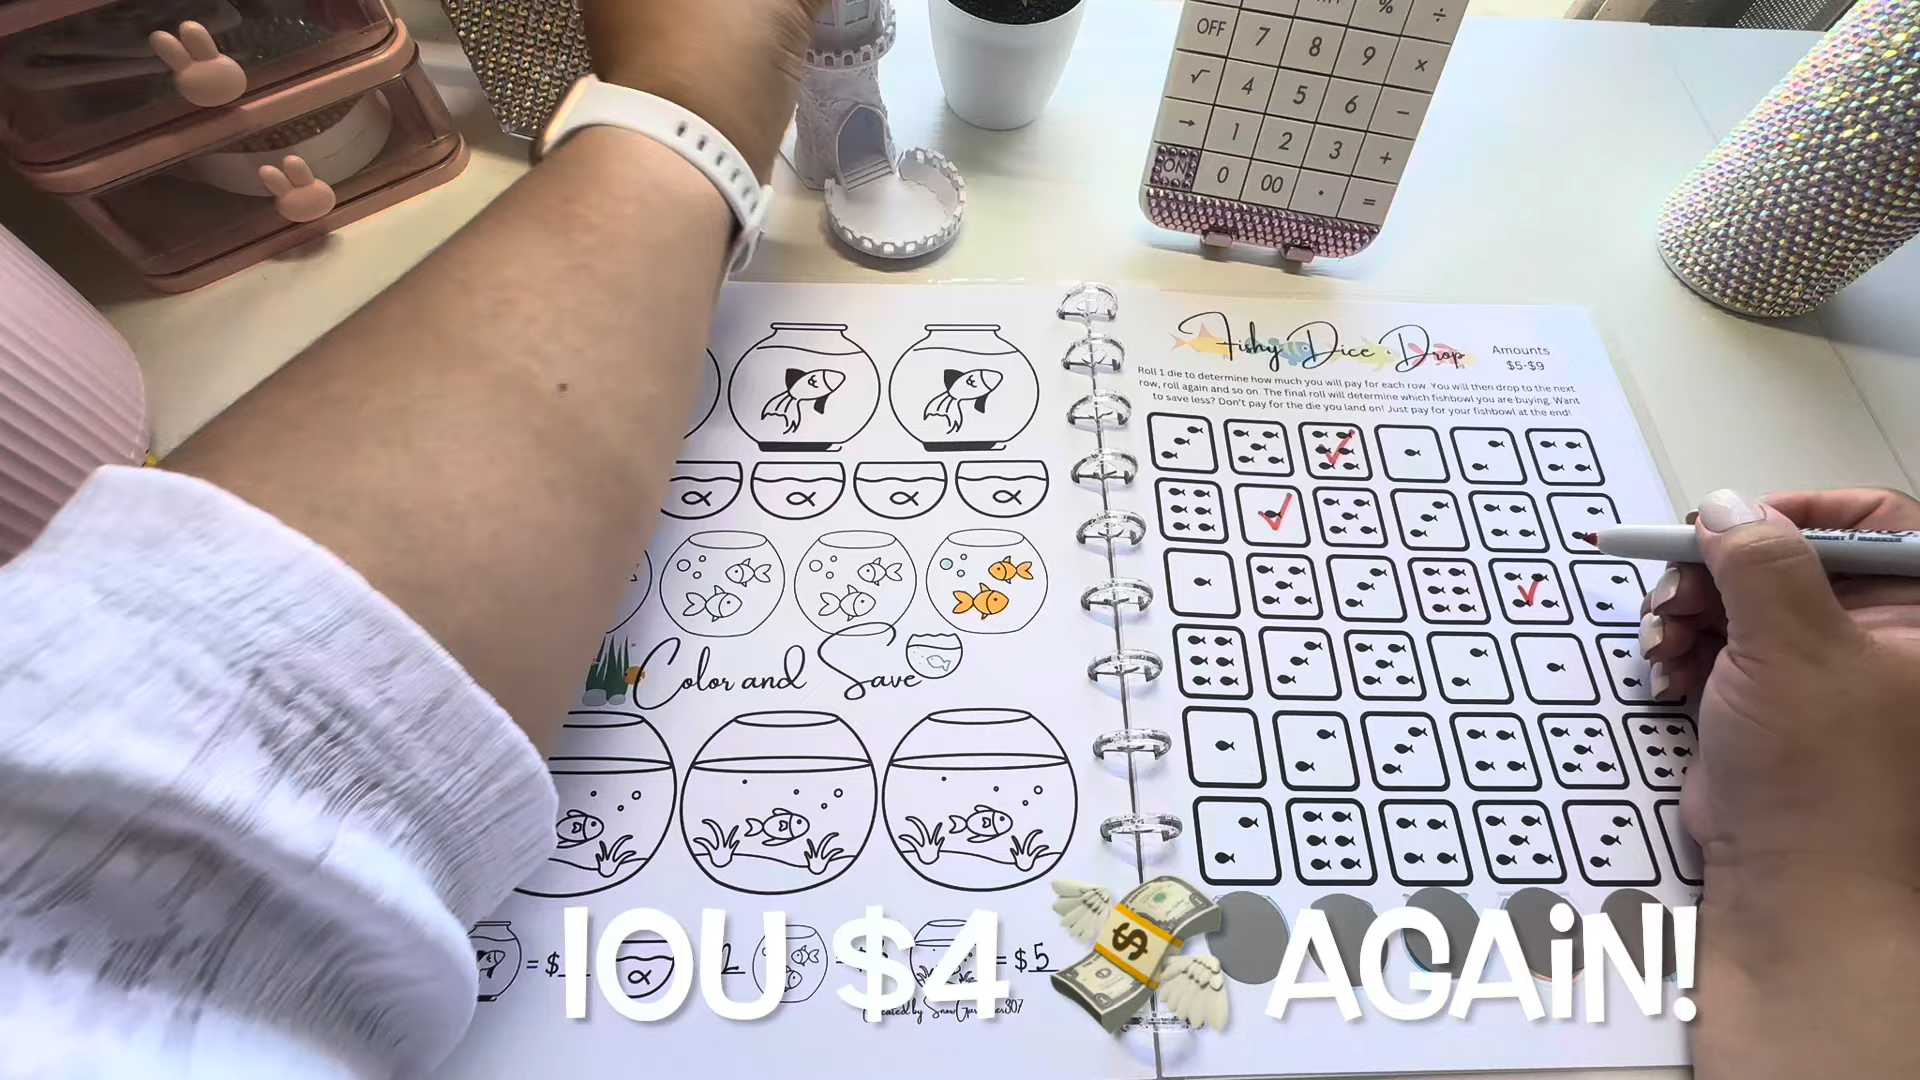 %
÷
OFF
7
8
9
×
√
4
5
6
−
→
1
2
3
+
ON
0
00
.
=
Fishy Dice Drop
Amounts
$5-$9
Roll 1 die to determine how much you will pay for each row. You will then drop to the next
row, roll again and so on. The final roll will determine which fishbowl you are buying. Want
to save less? Don't pay for the die you land on! Just pay for your fishbowl at the end!
Color and Save
= $
= $5
IOU $4 💸 AGAiN!